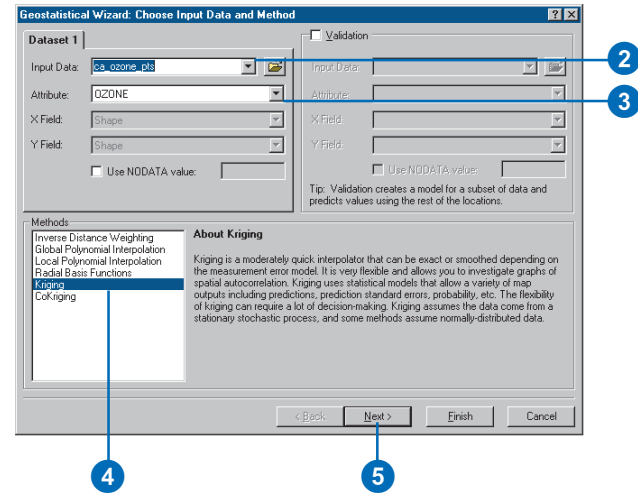 Geostatistical Wizard: Choose Input Data and Method
Dataset 1
Input Data: ca_ozone_pts
Attribute: OZONE
X Field: Shape
Y Field: Shape
Use NODATA value:
Validation
Input Data:
Attribute:
X Field:
Y Field:
Use NODATA value:
Tip: Validation creates a model for a subset of data and
predicts values using the rest of the locations.
2
3
Methods
Inverse Distance Weighting
Global Polynomial Interpolation
Local Polynomial Interpolation
Radial Basis Functions
Kriging
CoKriging
About Kriging
Kriging is a moderately quick interpolator that can be exact or smoothed depending on
the measurement error model. It is very flexible and allows you to investigate graphs of
spatial autocorrelation. Kriging uses statistical models that allow a variety of map
outputs including predictions, prediction standard errors, probability, etc. The flexibility
of kriging can require a lot of decision-making. Kriging assumes the data come from a
stationary stochastic process, and some methods assume normally-distributed data.
< Back Next > Finish Cancel
4
5